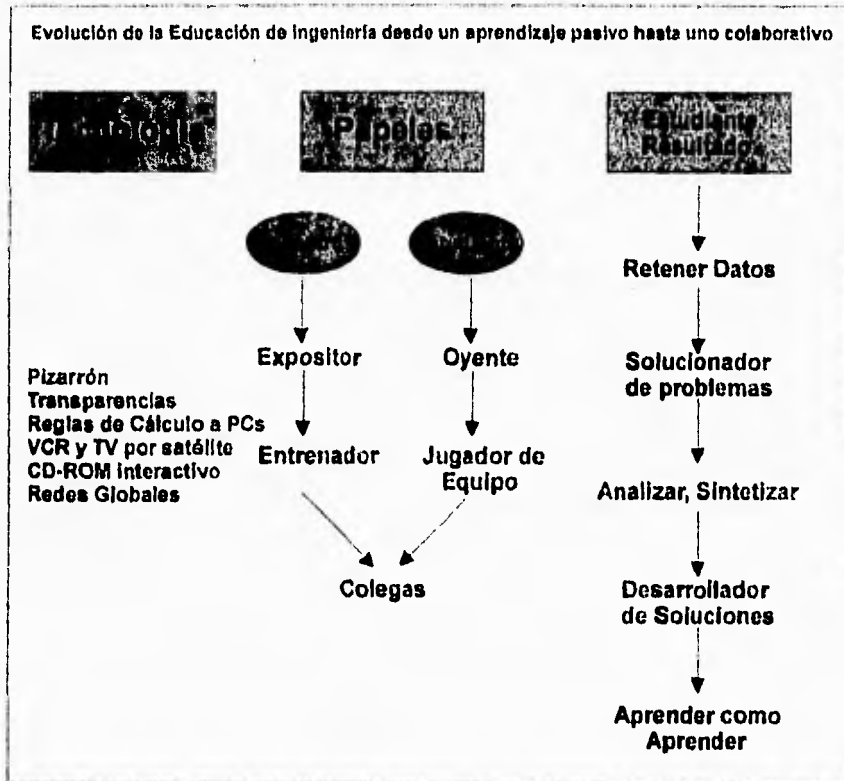 Evolución de la Educación de ingeniería desde un aprendizaje pasivo hasta uno colaborativo
Papeles
Estudiante
Resultado
Retener Datos
Expositor
Oyente
Solucionador
de problemas
Pizarrón
Transparencias
Reglas de Cálculo a PCs
VCR y TV por satélite
CD-ROM interactivo
Redes Globales
Entrenador
Jugador de
Equipo
Analizar, Sintetizar
Colegas
Desarrollador
de Soluciones
Aprender como
Aprender